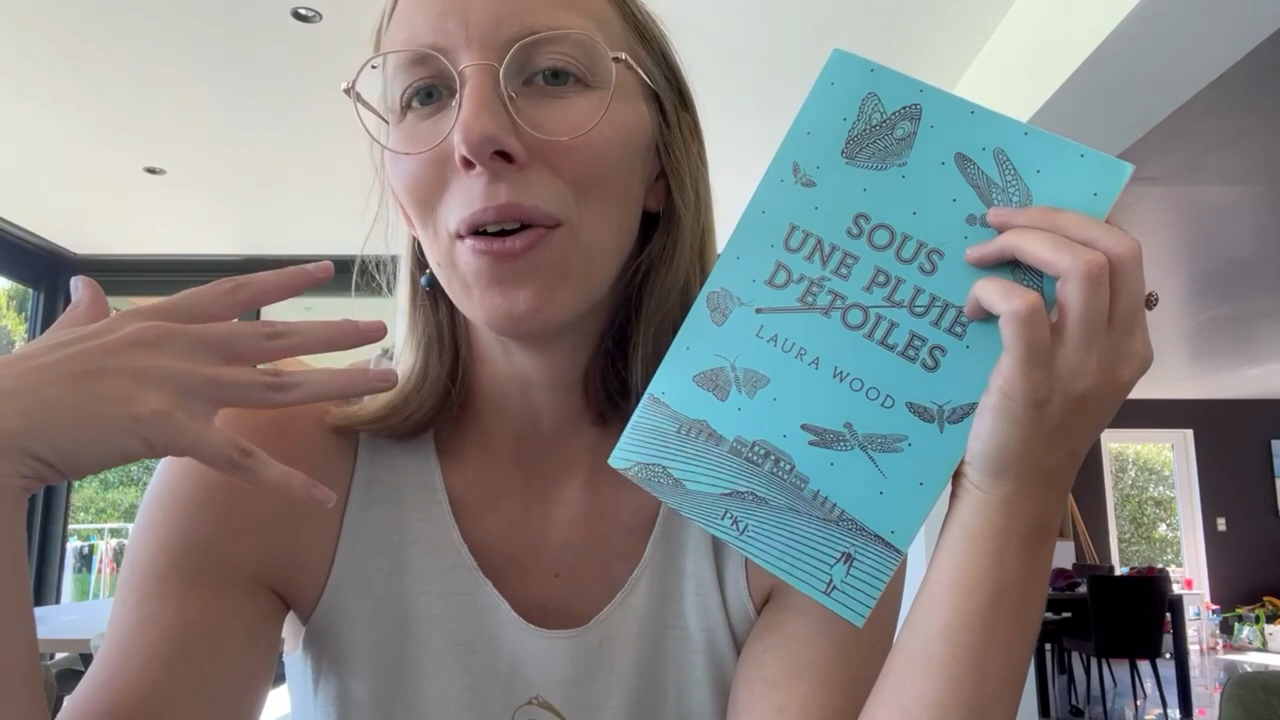 SOUS
UNE PLUIE
D'ÉTOILES
LAURA WOOD
PKJ.